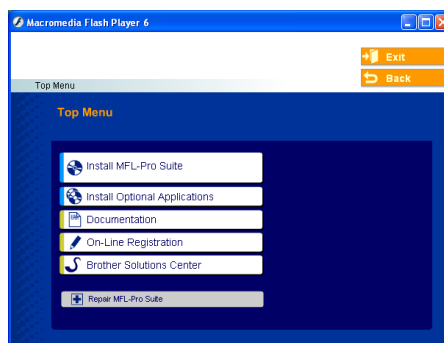 Macromedia Flash Player 6
Exit
Back
Top Menu
Top Menu
Install MFL-Pro Suite
Install Optional Applications
Documentation
On-Line Registration
Brother Solutions Center
Repair MFL-Pro Suite